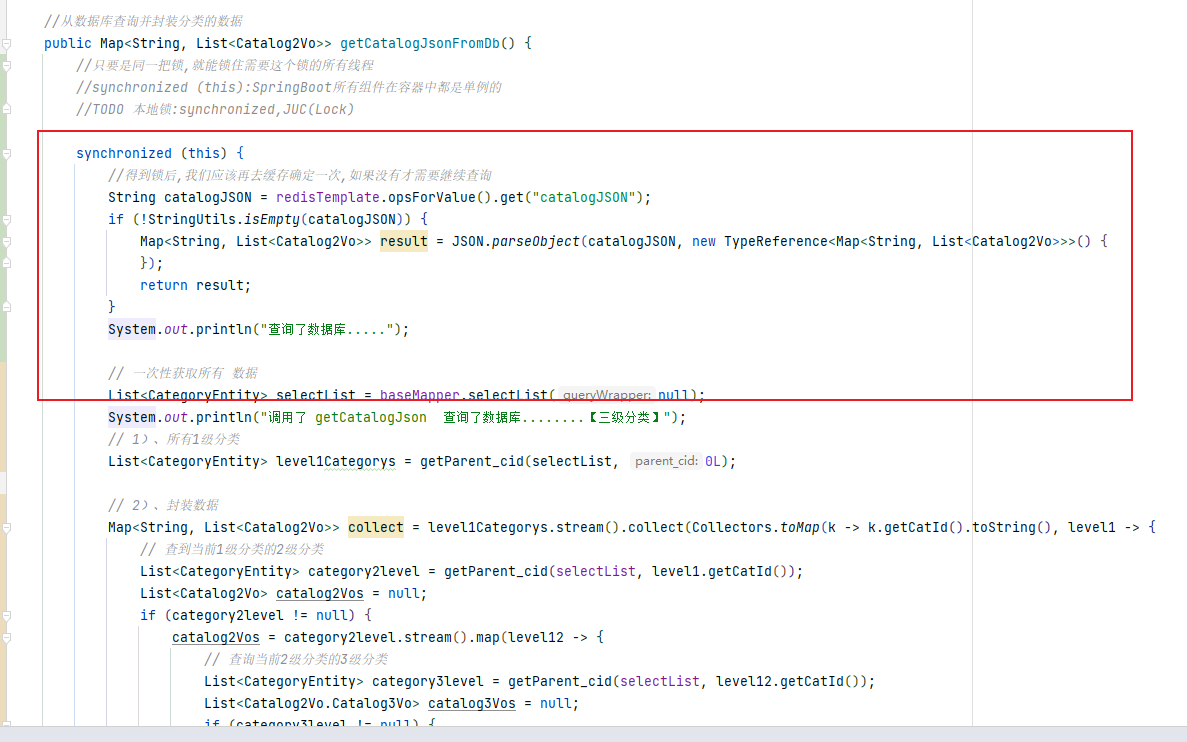 //从数据库查询并封装分类的数据
public Map<String, List<Catalog2Vo>> getCatalogJsonFromDb() {
//只要是同一把锁,就能锁住需要这个锁的所有线程
//synchronized (this):SpringBoot所有组件在容器中都是单例的
//TODO 本地锁:synchronized,JUC(Lock)
synchronized (this) {
//得到锁后,我们应该再去缓存确定一次,如果没有才需要继续查询
String catalogJSON = redisTemplate.opsForValue().get("catalogJSON");
if (!StringUtils.isEmpty(catalogJSON)) {
Map<String, List<Catalog2Vo>> result = JSON.parseObject(catalogJSON, new TypeReference<Map<String, List<Catalog2Vo>>>() {
});
return result;
}
System.out.println("查询了数据库.....");
// 一次性获取所有 数据
List<CategoryEntity> selectList = baseMapper.selectList( queryWrapper: null);
System.out.println("调用了 getCatalogJson  查询了数据库........【三级分类】");
// 1）、所有1级分类
List<CategoryEntity> level1Categorys = getParent_cid(selectList, parent_cid: 0L);
// 2）、封装数据
Map<String, List<Catalog2Vo>> collect = level1Categorys.stream().collect(Collectors.toMap(k -> k.getCatId().toString(), level1 -> {
// 查到当前1级分类的2级分类
List<CategoryEntity> category2level = getParent_cid(selectList, level1.getCatId());
List<Catalog2Vo> catalog2Vos = null;
if (category2level != null) {
catalog2Vos = category2level.stream().map(level12 -> {
// 查询当前2级分类的3级分类
List<CategoryEntity> category3level = getParent_cid(selectList, level12.getCatId());
List<Catalog2Vo.Catalog3Vo> catalog3Vos = null;
if (category3level != null) {